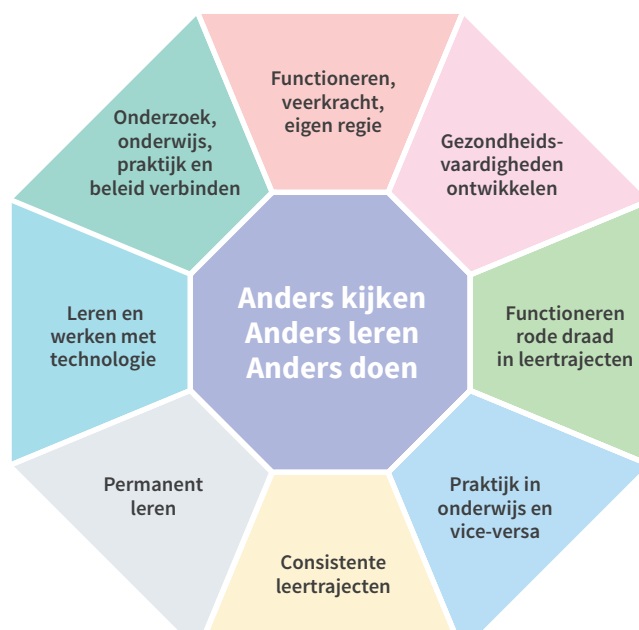 Functioneren,
veerkracht,
eigen regie
Gezondheids-
vaardigheden
ontwikkelen
Functioneren
rode draad
in leertrajecten
Praktijk in
onderwijs en
vice-versa
Consistente
leertrajecten
Permanent
leren
Leren en
werken met
technologie
Onderzoek,
onderwijs,
praktijk en
beleid verbinden
Anders kijken
Anders leren
Anders doen